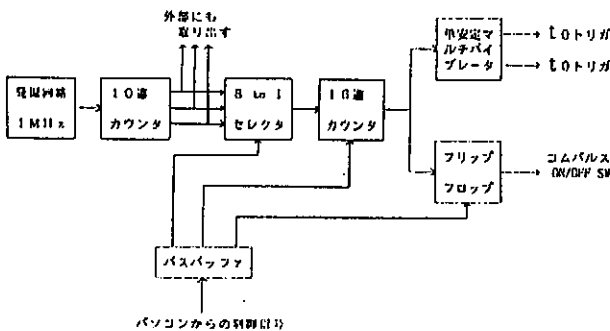 外部にも
取り出す
発振回路
1MHz
10進
カウンタ
8 to 1
セレクタ
16進
カウンタ
単安定マ
ルチバイ
ブレータ
t0トリガ
t0トリガ
フリップ
フロップ
コムパルス
ON/OFF SW
バスバッファ
パソコンからの制御信号